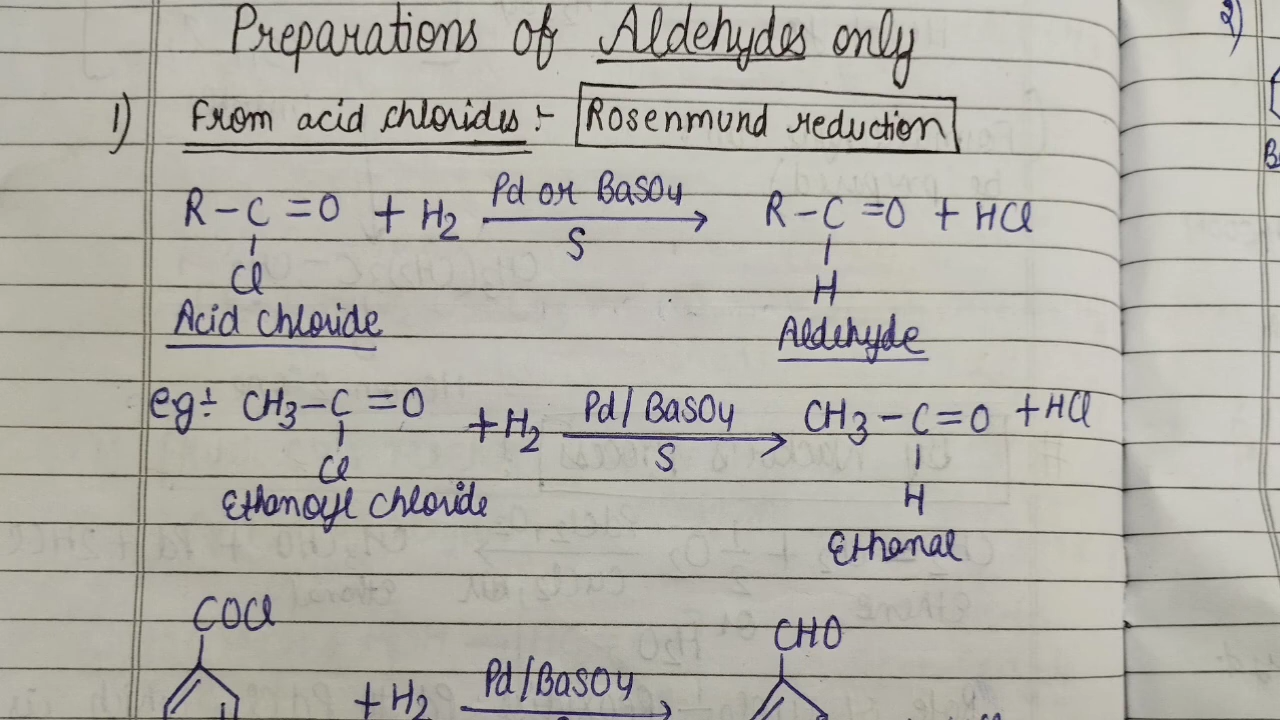 Preparations of Aldehydes only
1) From acid chlorides :- Rosenmund reduction
R-C=O + H2 Pd or BaSO4 R-C=O + HCl
S
Cl H
Acid chloride Aldehyde
eg:- CH3-C=O + H2 Pd/BaSO4 CH3-C=O + HCl
S
Cl H
Ethanoyl chloride Ethanal
COCl CHO
+ H2 Pd/BaSO4
2)